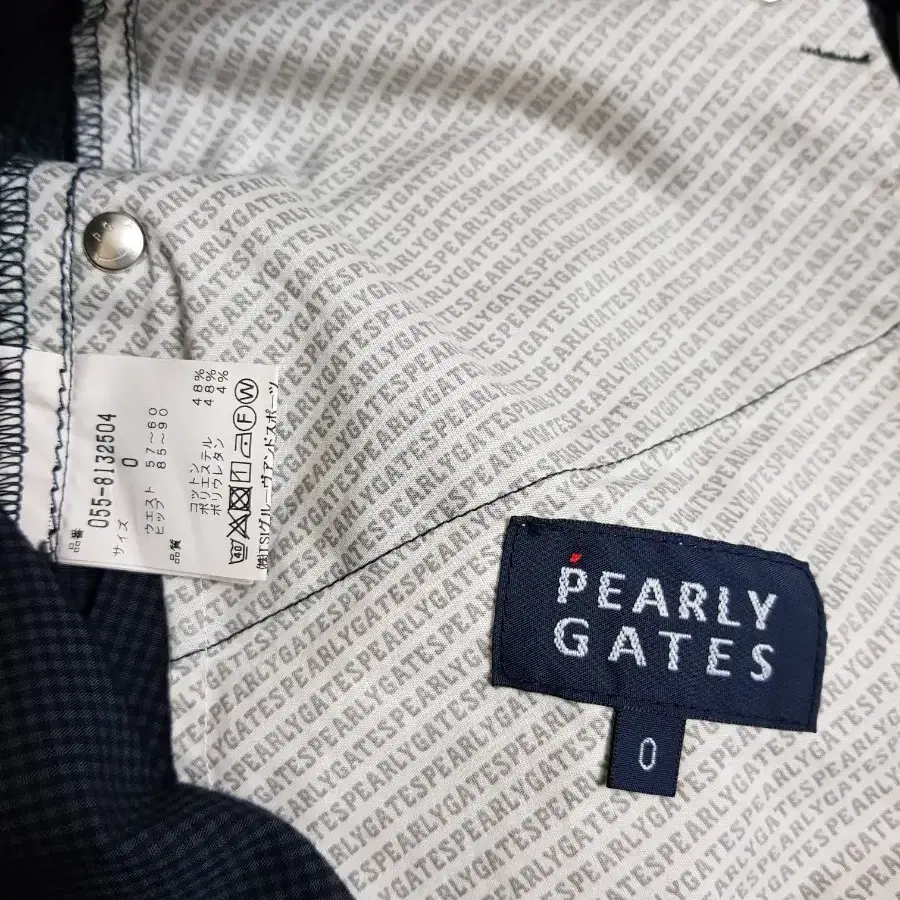 品番
055-8132504
サイズ
0
ウエスト 57～60
ヒップ 85～90
品質
コットン 48%
ポリエステル 48%
ポリウレタン 4%
40 F W
㈱TSIグルーヴアンドスポーツ
PEARLY
GATES
0
PEARLYGATESPEARLYGATESPEARLYGATES